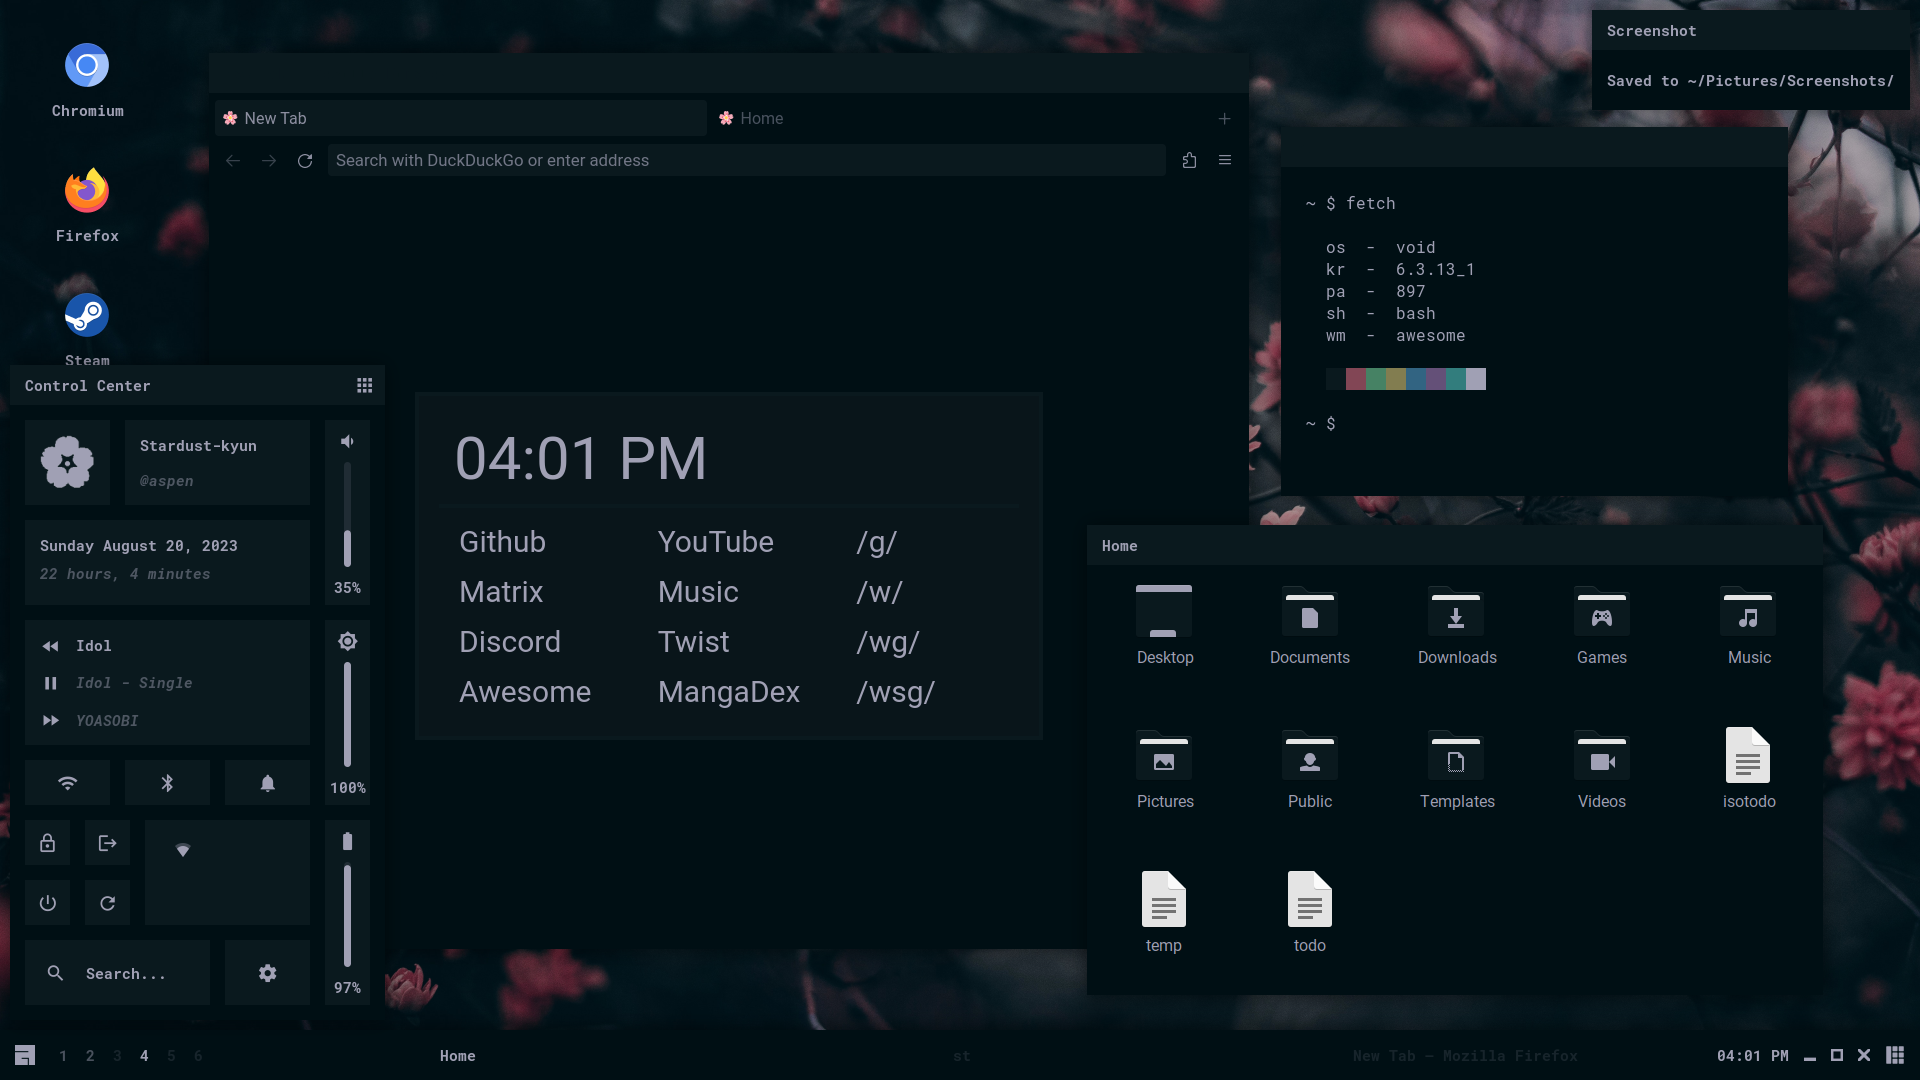 Chromium
Firefox
Steam
New Tab
Home
Search with DuckDuckGo or enter address
Screenshot
Saved to ~/Pictures/Screenshots/
~ $ fetch
os - void
kr - 6.3.13_1
pa - 897
sh - bash
wm - awesome
~ $
Control Center
Stardust-kyun
@aspen
Sunday August 20, 2023
22 hours, 4 minutes
35%
Idol
Idol - Single
YOASOBI
100%
97%
Search...
04:01 PM
Github YouTube /g/
Matrix Music /w/
Discord Twist /wg/
Awesome MangaDex /wsg/
Home
Desktop Documents Downloads Games Music
Pictures Public Templates Videos isotodo
temp todo
1 2 3 4 5 6 Home st New Tab — Mozilla Firefox 04:01 PM